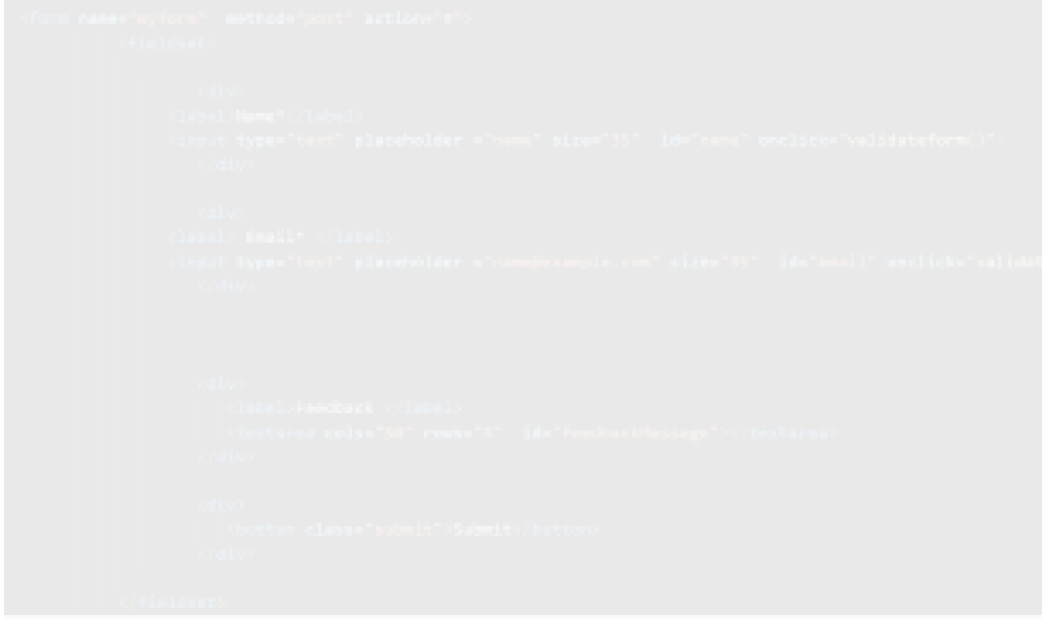 <form name="myform" method="post" action="#">
<fieldset>
<div>
<label>Name*</label>
<input type="text" placeholder ="name" size="35" id="name" onclick="validateform()">
</div>
<div>
<label> Email* </label>
<input type="text" placeholder ="name@example.com" size="35" id="email" onclick="valida
</div>
<div>
<label>Feedback </label>
<textarea cols="50" rows="5" id="feedbackMessage"></textarea>
</div>
<div>
<button class="submit">Submit</button>
</div>
</fieldset>